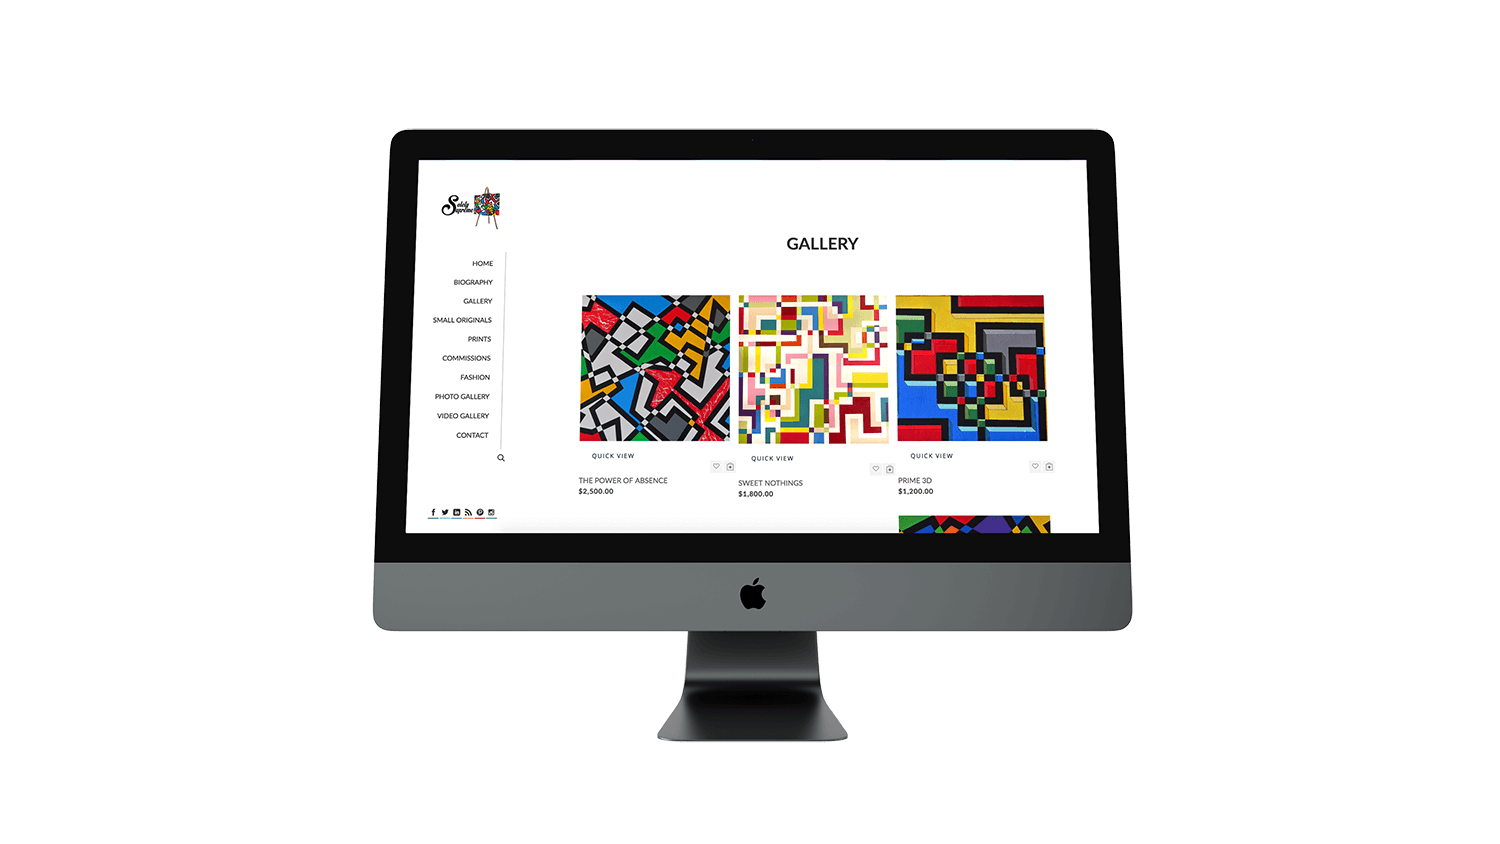 Solely
Supreme
HOME
BIOGRAPHY
GALLERY
SMALL ORIGINALS
PRINTS
COMMISSIONS
FASHION
PHOTO GALLERY
VIDEO GALLERY
CONTACT
GALLERY
QUICK VIEW
THE POWER OF ABSENCE
$2,500.00
QUICK VIEW
SWEET NOTHINGS
$1,800.00
QUICK VIEW
PRIME 3D
$1,200.00